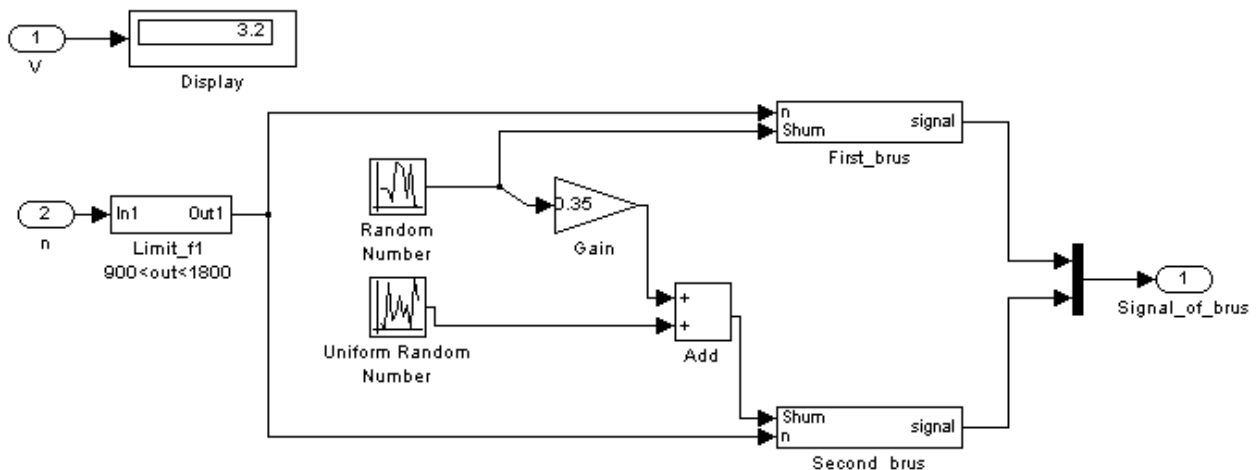 1
V
3.2
Display
2
n
In1 Out1
Limit_f1
900<out<1800
Random
Number
Uniform Random
Number
0.35
Gain
+
+
Add
n
Shum
signal
First_brus
Shum
n
signal
Second_brus
1
Signal_of_brus